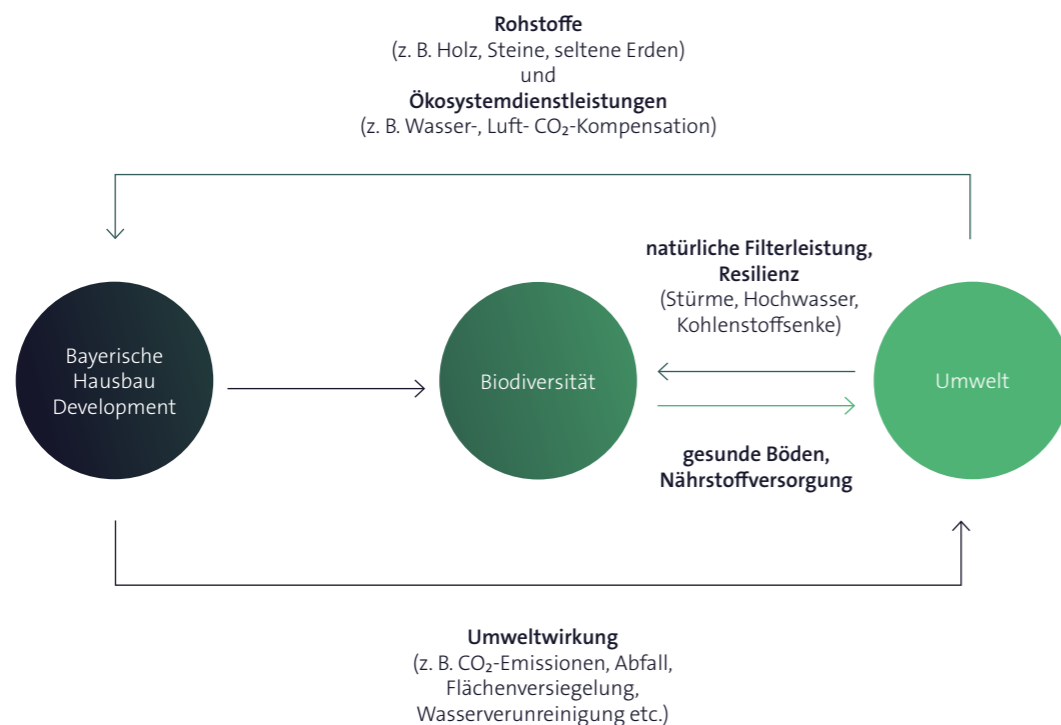 Rohstoffe
(z. B. Holz, Steine, seltene Erden)
und
Ökosystemdienstleistungen
(z. B. Wasser-, Luft- CO₂-Kompensation)
natürliche Filterleistung,
Resilienz
(Stürme, Hochwasser,
Kohlenstoffsenke)
Bayerische
Hausbau
Development
Biodiversität
Umwelt
gesunde Böden,
Nährstoffversorgung
Umweltwirkung
(z. B. CO₂-Emissionen, Abfall,
Flächenversiegelung,
Wasserverunreinigung etc.)